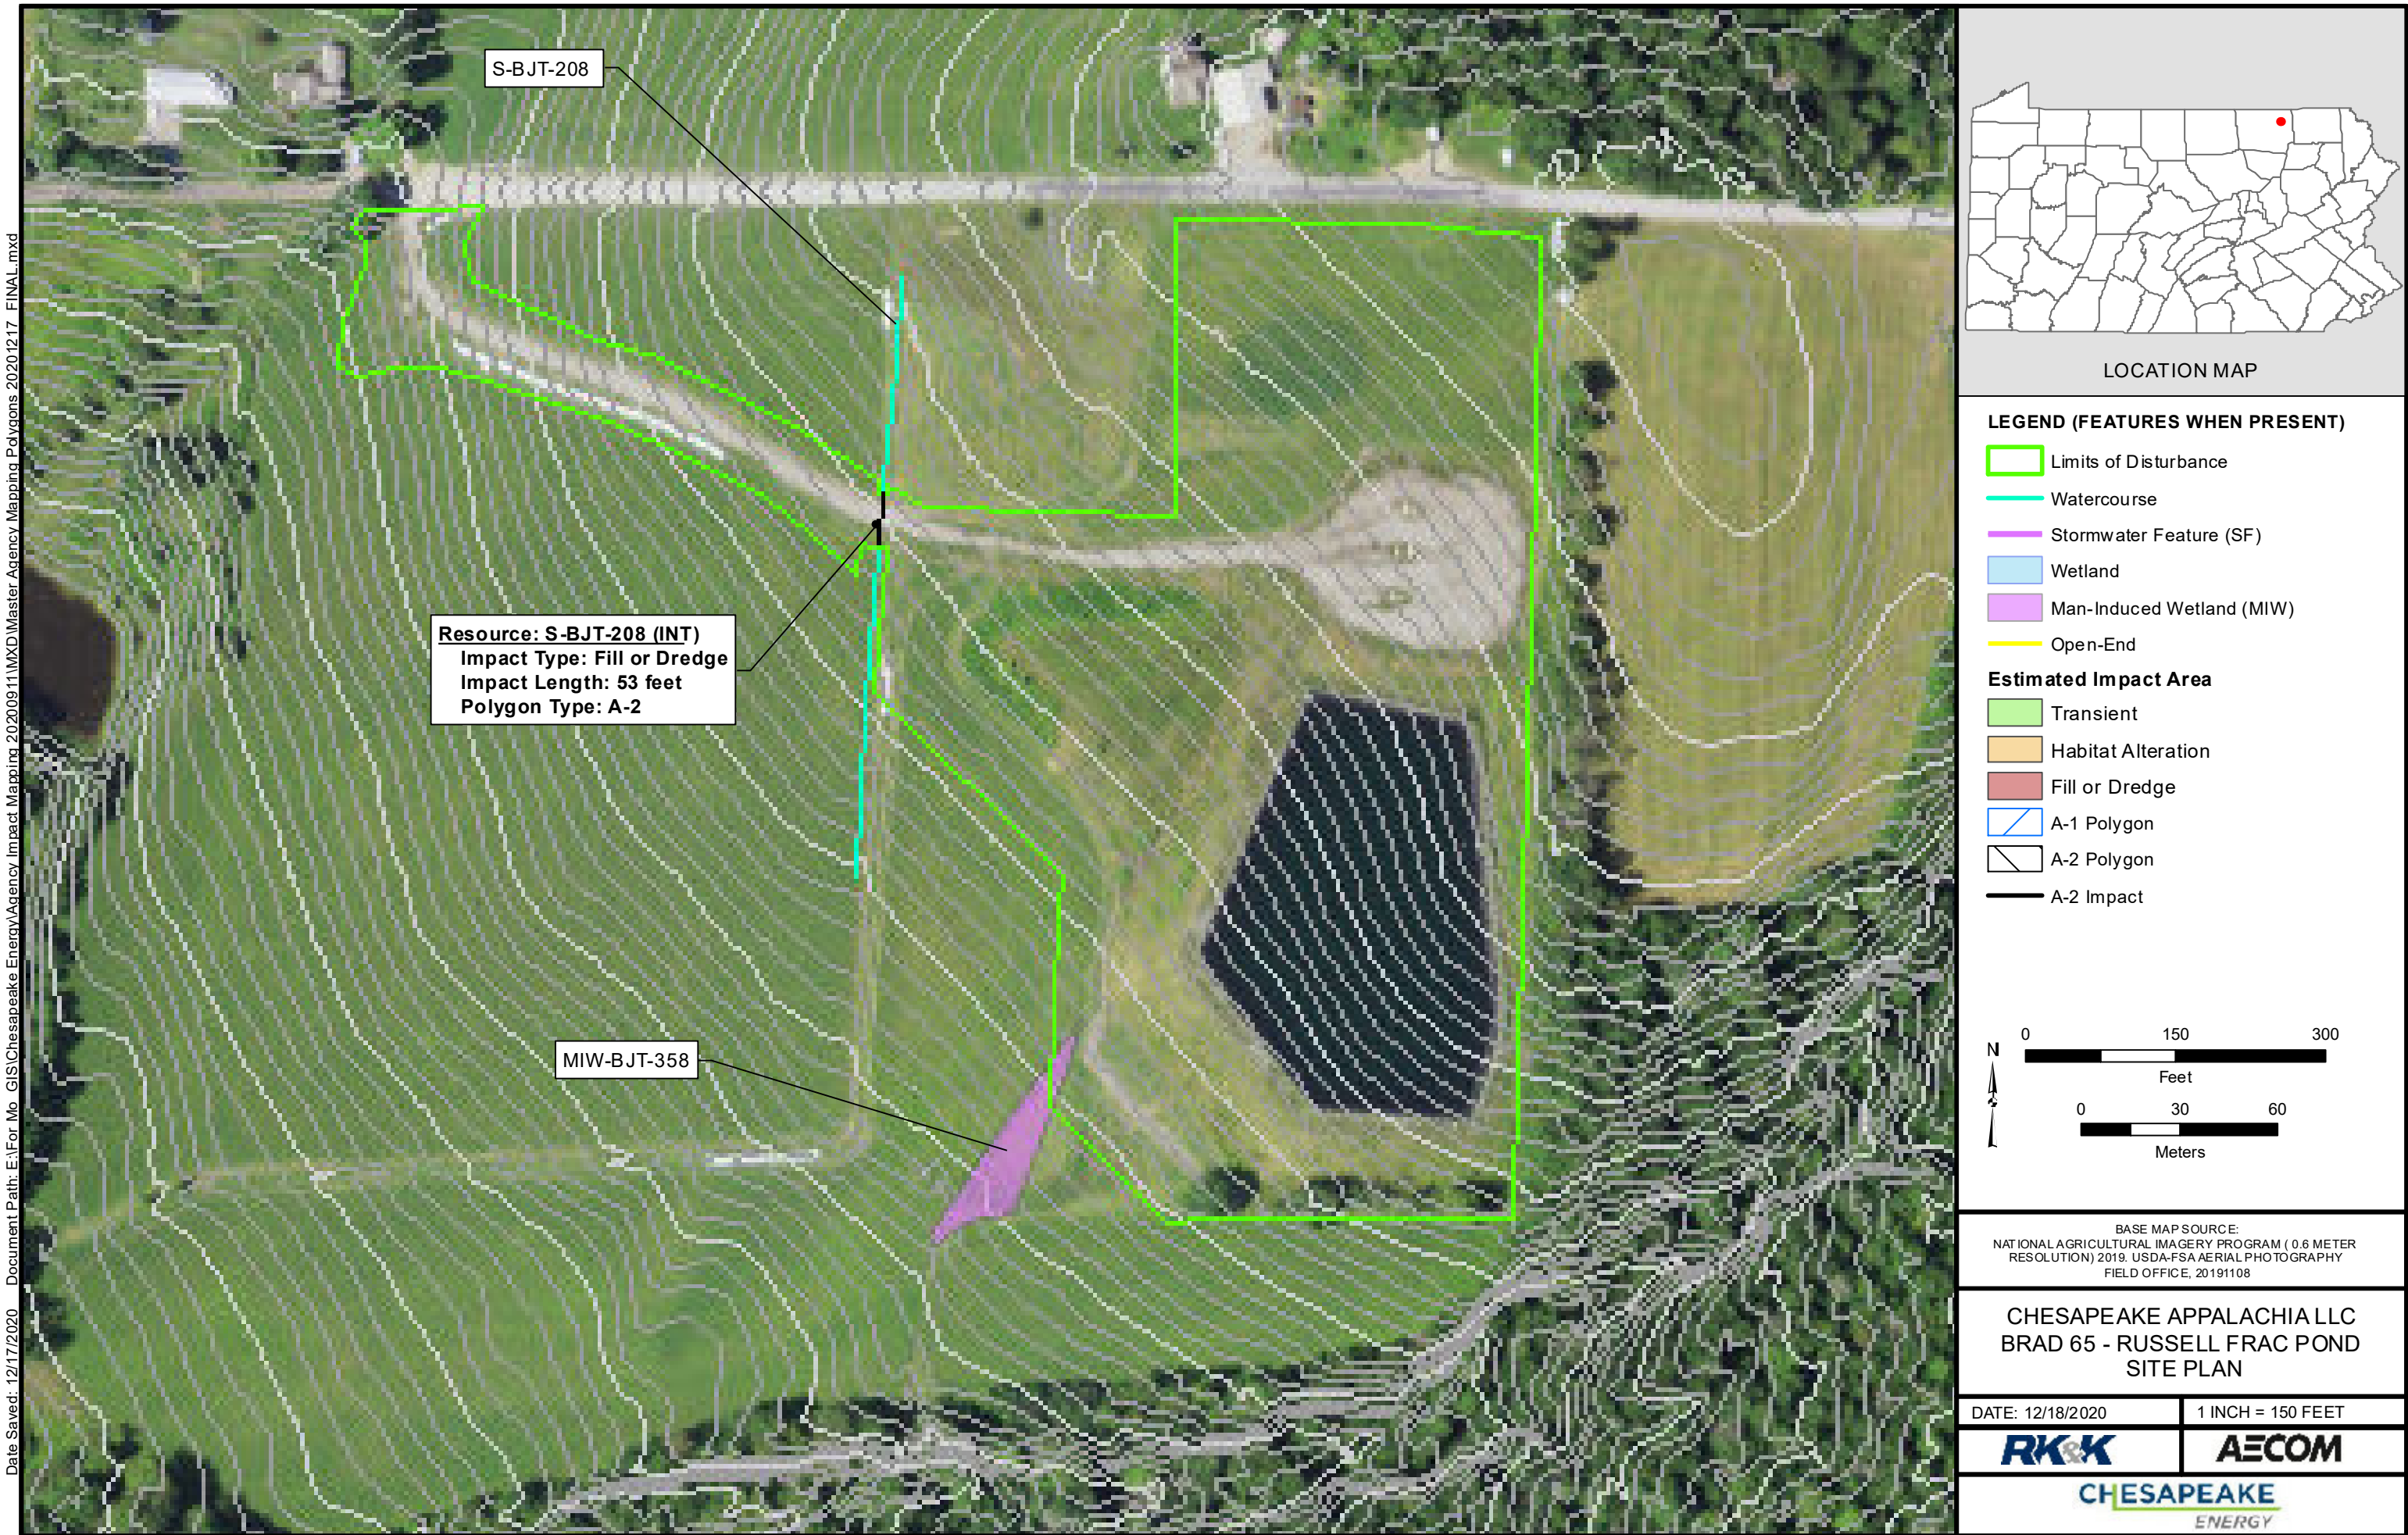 S-BJT-208
Resource: S-BJT-208 (INT)
Impact Type: Fill or Dredge
Impact Length: 53 feet
Polygon Type: A-2
MIW-BJT-358
Date Saved: 12/17/2020 Document Path: E:\For Mo GIS\Chesapeake Energy\Agency Impact Mapping 20200911\MXD\Master Agency Mapping Polygons 20201217_FINAL.mxd
LOCATION MAP
LEGEND (FEATURES WHEN PRESENT)
Limits of Disturbance
Watercourse
Stormwater Feature (SF)
Wetland
Man-Induced Wetland (MIW)
Open-End
Estimated Impact Area
Transient
Habitat Alteration
Fill or Dredge
A-1 Polygon
A-2 Polygon
A-2 Impact
N
0 150 300
Feet
0 30 60
Meters
BASE MAP SOURCE:
NATIONAL AGRICULTURAL IMAGERY PROGRAM ( 0.6 METER
RESOLUTION) 2019. USDA-FSA AERIAL PHOTOGRAPHY
FIELD OFFICE, 20191108
CHESAPEAKE APPALACHIA LLC
BRAD 65 - RUSSELL FRAC POND
SITE PLAN
DATE: 12/18/2020 1 INCH = 150 FEET
RK&K AECOM
CHESAPEAKE
ENERGY